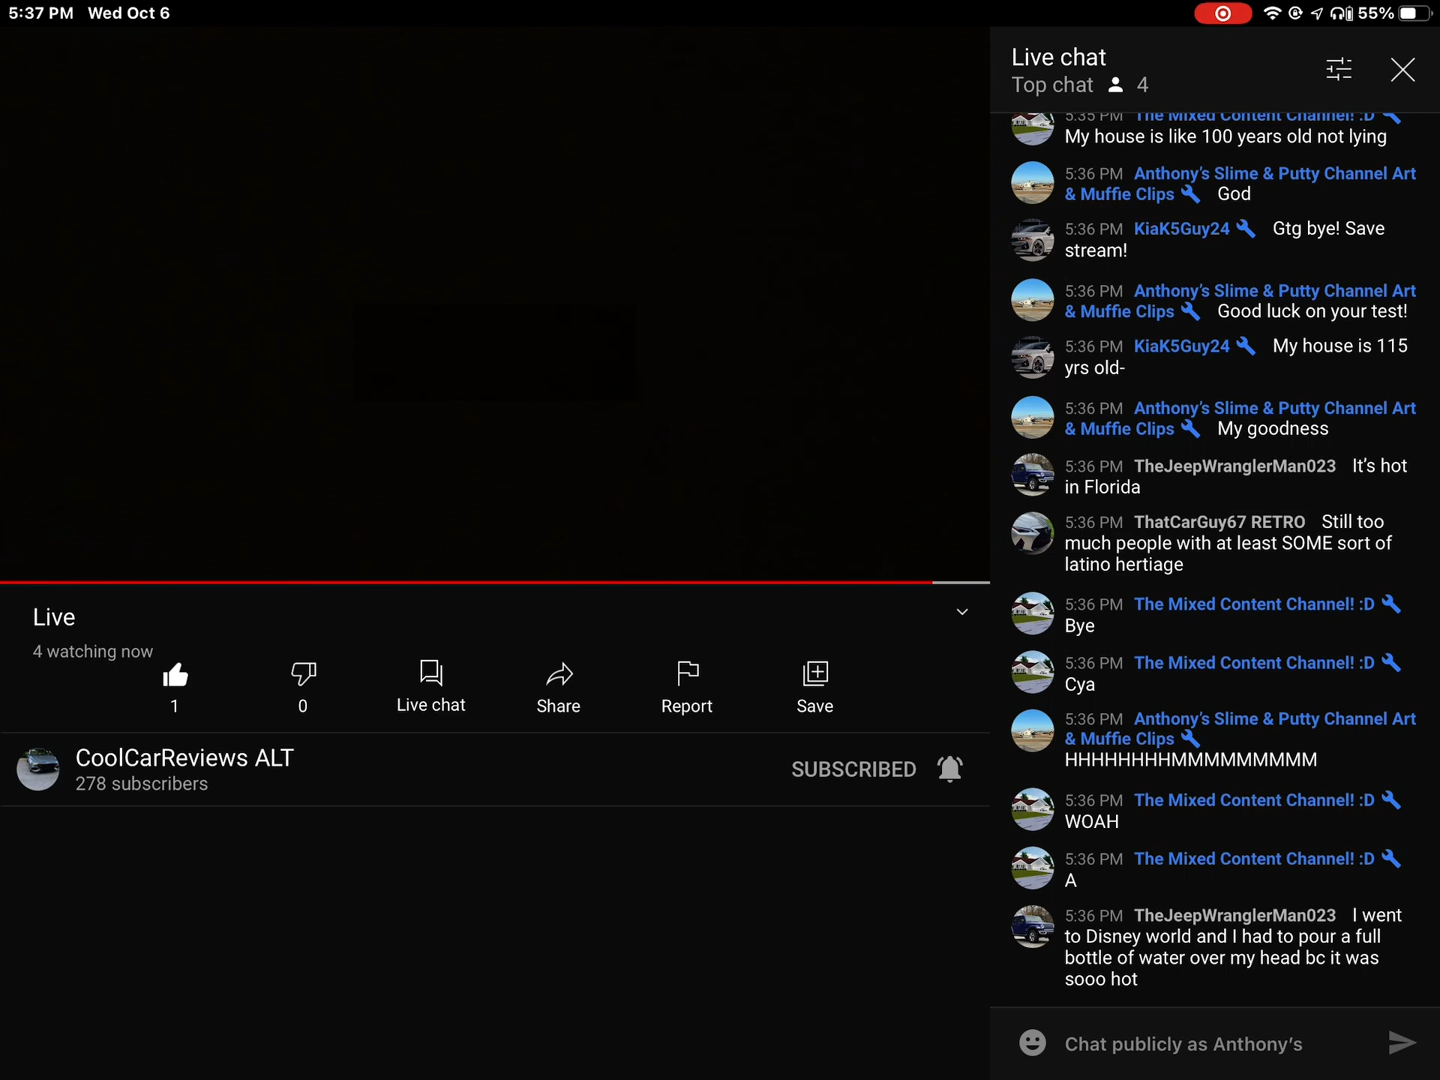 5:37 PM Wed Oct 6
55%
Live chat
Top chat 4
5:35 PM The Mixed Content Channel! :D
My house is like 100 years old not lying
5:36 PM Anthony’s Slime & Putty Channel Art
& Muffie Clips God
5:36 PM KiaK5Guy24 Gtg bye! Save
stream!
5:36 PM Anthony’s Slime & Putty Channel Art
& Muffie Clips Good luck on your test!
5:36 PM KiaK5Guy24 My house is 115
yrs old-
5:36 PM Anthony’s Slime & Putty Channel Art
& Muffie Clips My goodness
5:36 PM TheJeepWranglerMan023 It’s hot
in Florida
5:36 PM ThatCarGuy67 RETRO Still too
much people with at least SOME sort of
latino hertiage
5:36 PM The Mixed Content Channel! :D
Bye
5:36 PM The Mixed Content Channel! :D
Cya
5:36 PM Anthony’s Slime & Putty Channel Art
& Muffie Clips
HHHHHHHHMMMMMMMMM
5:36 PM The Mixed Content Channel! :D
WOAH
5:36 PM The Mixed Content Channel! :D
A
5:36 PM TheJeepWranglerMan023 I went
to Disney world and I had to pour a full
bottle of water over my head bc it was
sooo hot
Chat publicly as Anthony’s
Live
4 watching now
1 0 Live chat Share Report Save
CoolCarReviews ALT
278 subscribers
SUBSCRIBED